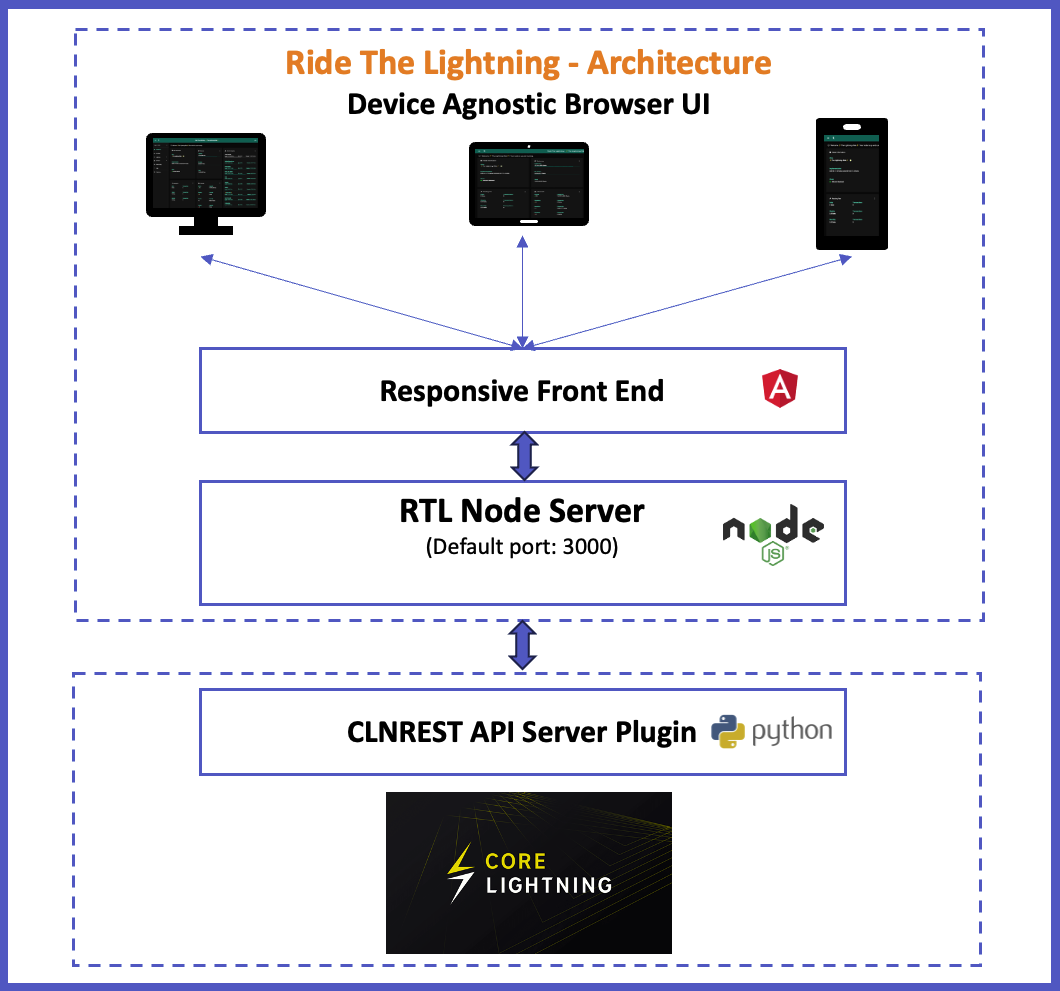 Ride The Lightning - Architecture
Device Agnostic Browser UI
Responsive Front End
A
RTL Node Server
(Default port: 3000)
node
JS
CLNREST API Server Plugin
python
CORE
LIGHTNING